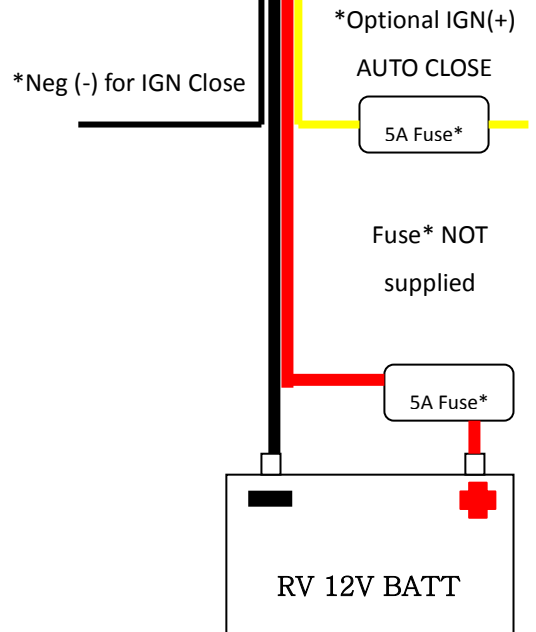 *Optional IGN(+)
AUTO CLOSE
*Neg (-) for IGN Close
5A Fuse*
Fuse* NOT
supplied
5A Fuse*
RV 12V BATT